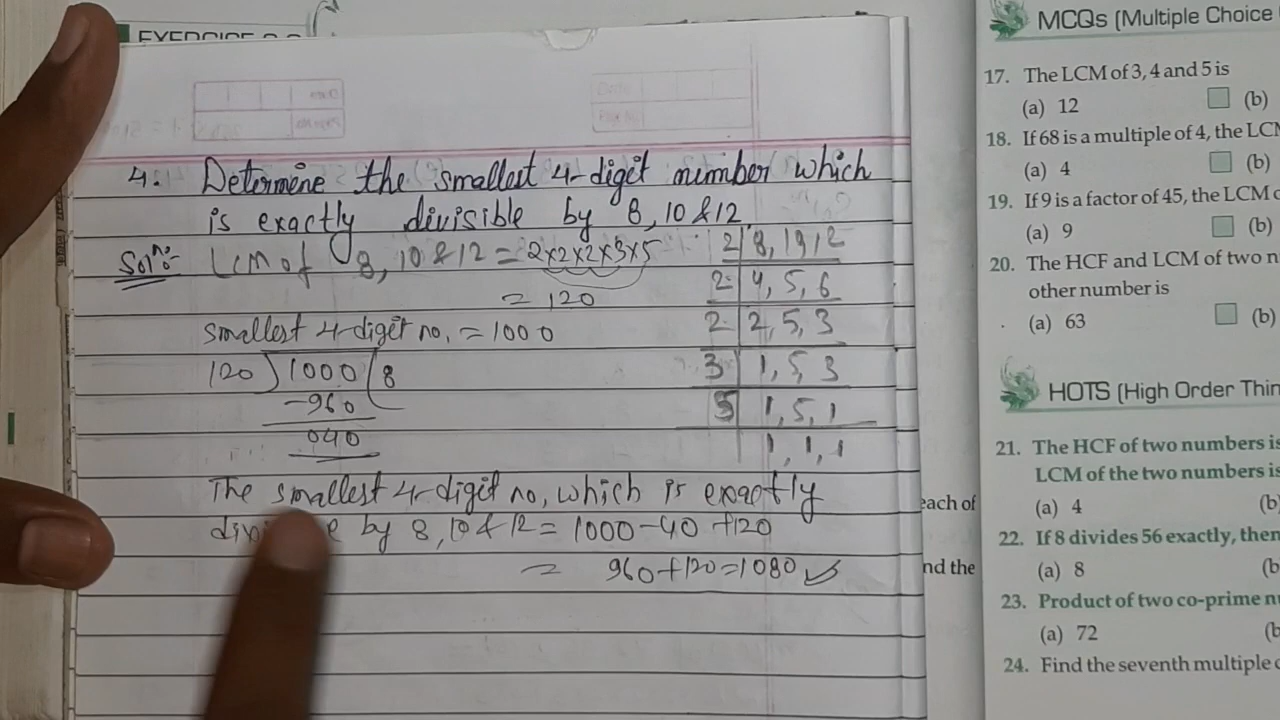 4. Determine the smallest 4-digit number which
is exactly divisible by 8, 10 & 12
Soln:- LCM of 8, 10 & 12 = 2×2×2×3×5
= 120
2 | 8, 10, 12
2 | 4, 5, 6
2 | 2, 5, 3
3 | 1, 5, 3
5 | 1, 5, 1
1, 1, 1
smallest 4-digit no. = 1000
120 ) 1000 ( 8
-960
040
The smallest 4-digit no, which is exactly
by 8, 10 & 12 = 1000-40+120
= 960+120=1080
each of
nd the
MCQs (Multiple Choice
17. The LCM of 3, 4 and 5 is
(a) 12 (b)
18. If 68 is a multiple of 4, the LCM
(a) 4 (b)
19. If 9 is a factor of 45, the LCM o
(a) 9 (b)
20. The HCF and LCM of two n
other number is
(a) 63 (b)
HOTS (High Order Thin
21. The HCF of two numbers is
LCM of the two numbers is
(a) 4 (b)
22. If 8 divides 56 exactly, then
(a) 8 (b
23. Product of two co-prime n
(a) 72 (b
24. Find the seventh multiple o